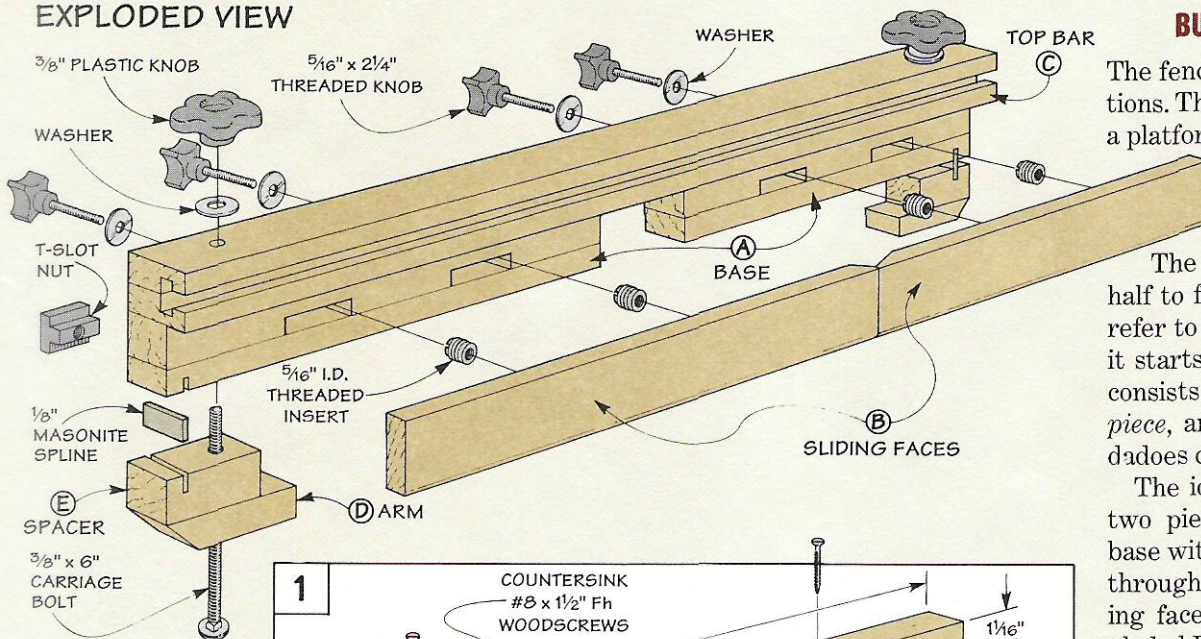 EXPLODED VIEW
3/8" PLASTIC KNOB
5/16" x 2 1/4"
THREADED KNOB
WASHER
TOP BAR
C
WASHER
T-SLOT
NUT
A
BASE
5/16" I.D.
THREADED
INSERT
1/8"
MASONITE
SPLINE
B
SLIDING FACES
E
SPACER
D ARM
3/8" x 6"
CARRIAGE
BOLT
1
COUNTERSINK
#8 x 1 1/2" Fh
WOODSCREWS
1 1/16"
BU
The fenc
tions. Th
a platfor
The
half to f
refer to
it starts
consists
piece, an
dadoes c
The id
two pie
base wit
through
ing face